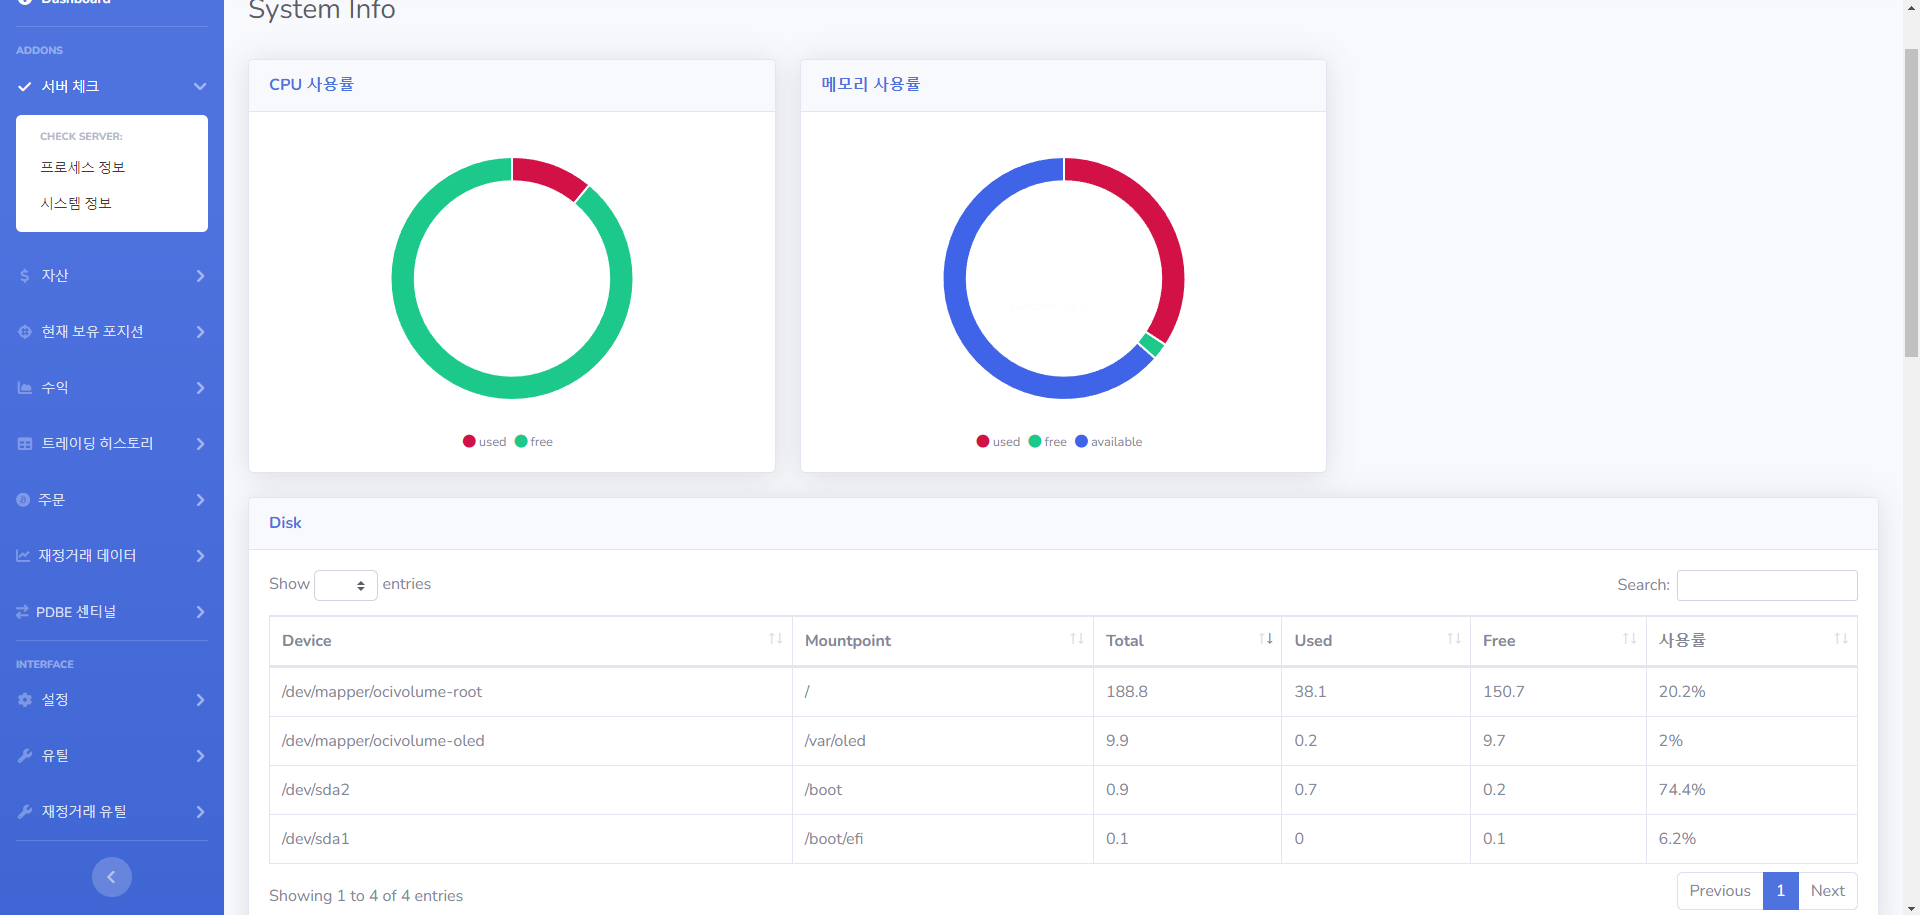 Dashboard
ADDONS
서버 체크
CHECK SERVER:
프로세스 정보
시스템 정보
자산
현재 보유 포지션
수익
트레이딩 히스토리
주문
재정거래 데이터
PDBE 센티널
INTERFACE
설정
유틸
재정거래 유틸
System Info
CPU 사용률
used free
메모리 사용률
used free available
Disk
Show entries
Search:
Device Mountpoint Total Used Free 사용률
/dev/mapper/ocivolume-root / 188.8 38.1 150.7 20.2%
/dev/mapper/ocivolume-oled /var/oled 9.9 0.2 9.7 2%
/dev/sda2 /boot 0.9 0.7 0.2 74.4%
/dev/sda1 /boot/efi 0.1 0 0.1 6.2%
Showing 1 to 4 of 4 entries
Previous 1 Next